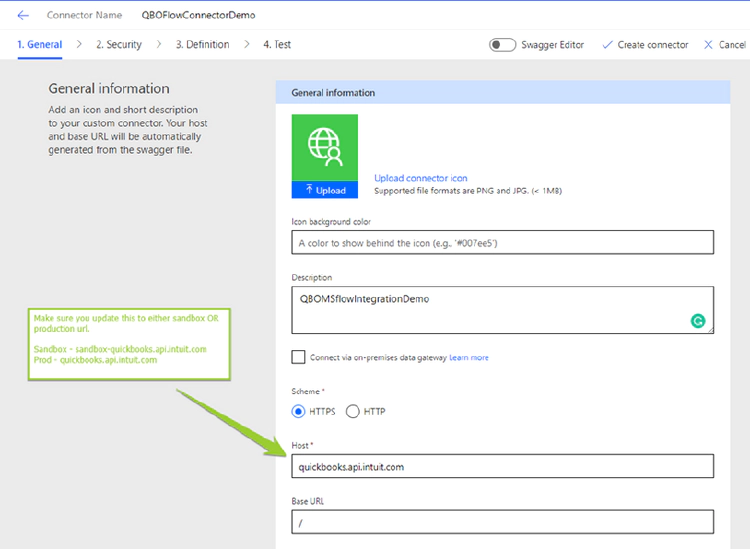 Connector Name QBOFlowConnectorDemo
1. General 2. Security 3. Definition 4. Test Swagger Editor Create connector Cancel
General information
Add an icon and short description
to your custom connector. Your host
and base URL will be automatically
generated from the swagger file.
General information
Upload
Upload connector icon
Supported file formats are PNG and JPG. (< 1MB)
Icon background color
A color to show behind the icon (e.g., '#007ee5')
Description
QBOMSflowIntegrationDemo
Make sure you update this to either sandbox OR
production url.
Sandbox - sandbox-quickbooks.api.intuit.com
Prod - quickbooks.api.intuit.com
Connect via on-premises data gateway Learn more
Scheme *
HTTPS HTTP
Host *
quickbooks.api.intuit.com
Base URL
/